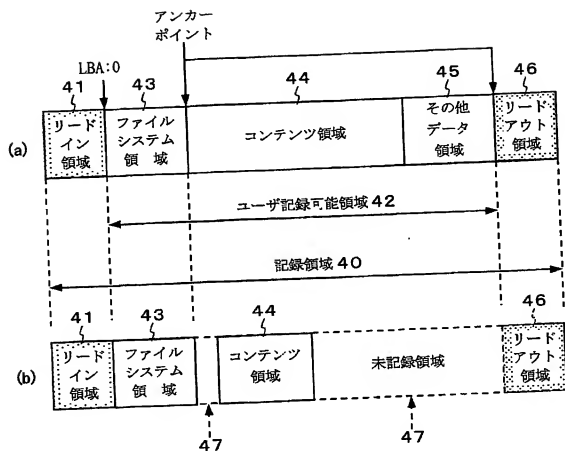 アンカー
ポイント
41
LBA:0
43
44
45
46
(a)
リード
イン
領域
ファイル
システム
領 域
コンテンツ領域
その他
データ
領域
リード
アウト
領域
ユーザ記録可能領域 42
記録領域 40
41
43
44
46
(b)
リード
イン
領域
ファイル
システム
領 域
コンテンツ
領域
未記録領域
リード
アウト
領域
47
47